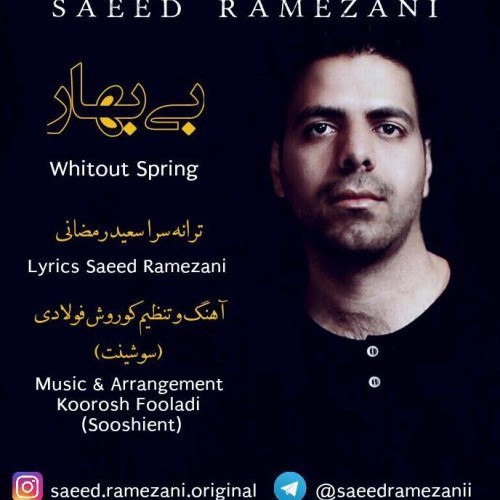 SAEED RAMEZANI
بی بهار
Whitout Spring
ترانه سرا سعید رمضانی
Lyrics Saeed Ramezani
آهنگ و تنظیم کوروش فولادی
(سوشینت)
Music & Arrangement
Koorosh Fooladi
(Sooshient)
saeed.ramezani.original
@saeedramezanii